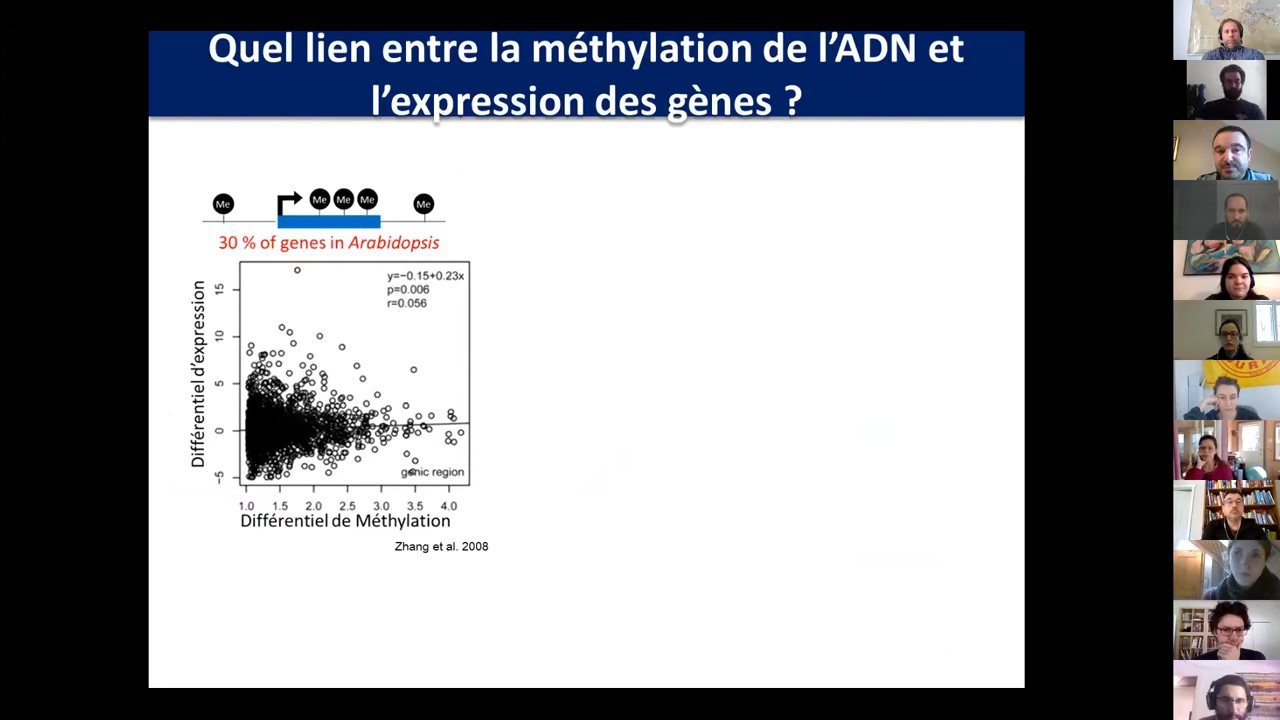 Quel lien entre la méthylation de l’ADN et
l’expression des gènes ?
Me Me Me Me Me
30 % of genes in Arabidopsis
y=−0.15+0.23x
p=0.006
r=0.056
Différentiel d’expression
15
10
5
0
−5
genic region
1.0 1.5 2.0 2.5 3.0 3.5 4.0
Différentiel de Méthylation
Zhang et al. 2008